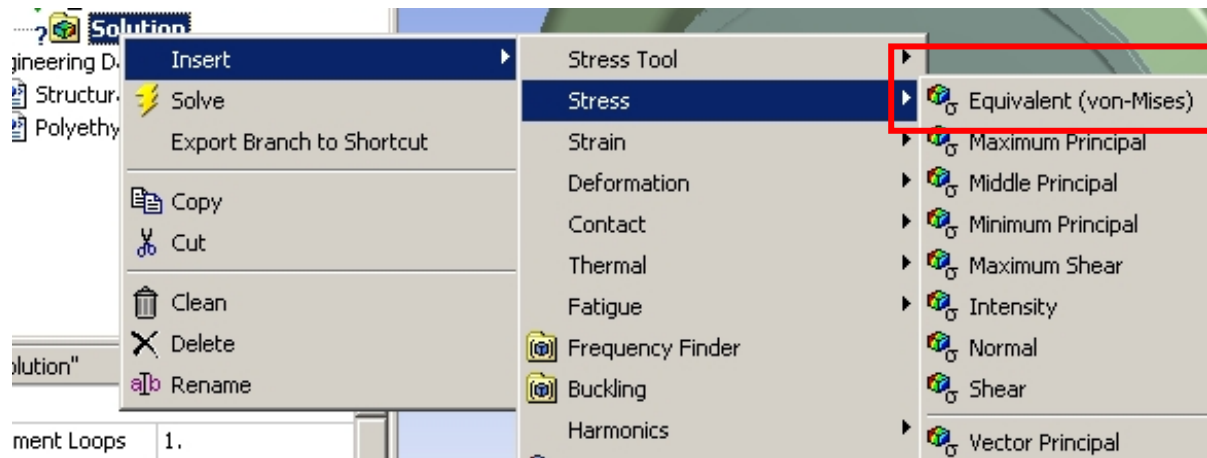 Solution
Insert
Solve
Export Branch to Shortcut
Copy
Cut
Clean
Delete
Rename
gineering D
Structur
Polyethy
olution"
ment Loops 1.
Stress Tool
Stress
Strain
Deformation
Contact
Thermal
Fatigue
Frequency Finder
Buckling
Harmonics
Equivalent (von-Mises)
Maximum Principal
Middle Principal
Minimum Principal
Maximum Shear
Intensity
Normal
Shear
Vector Principal